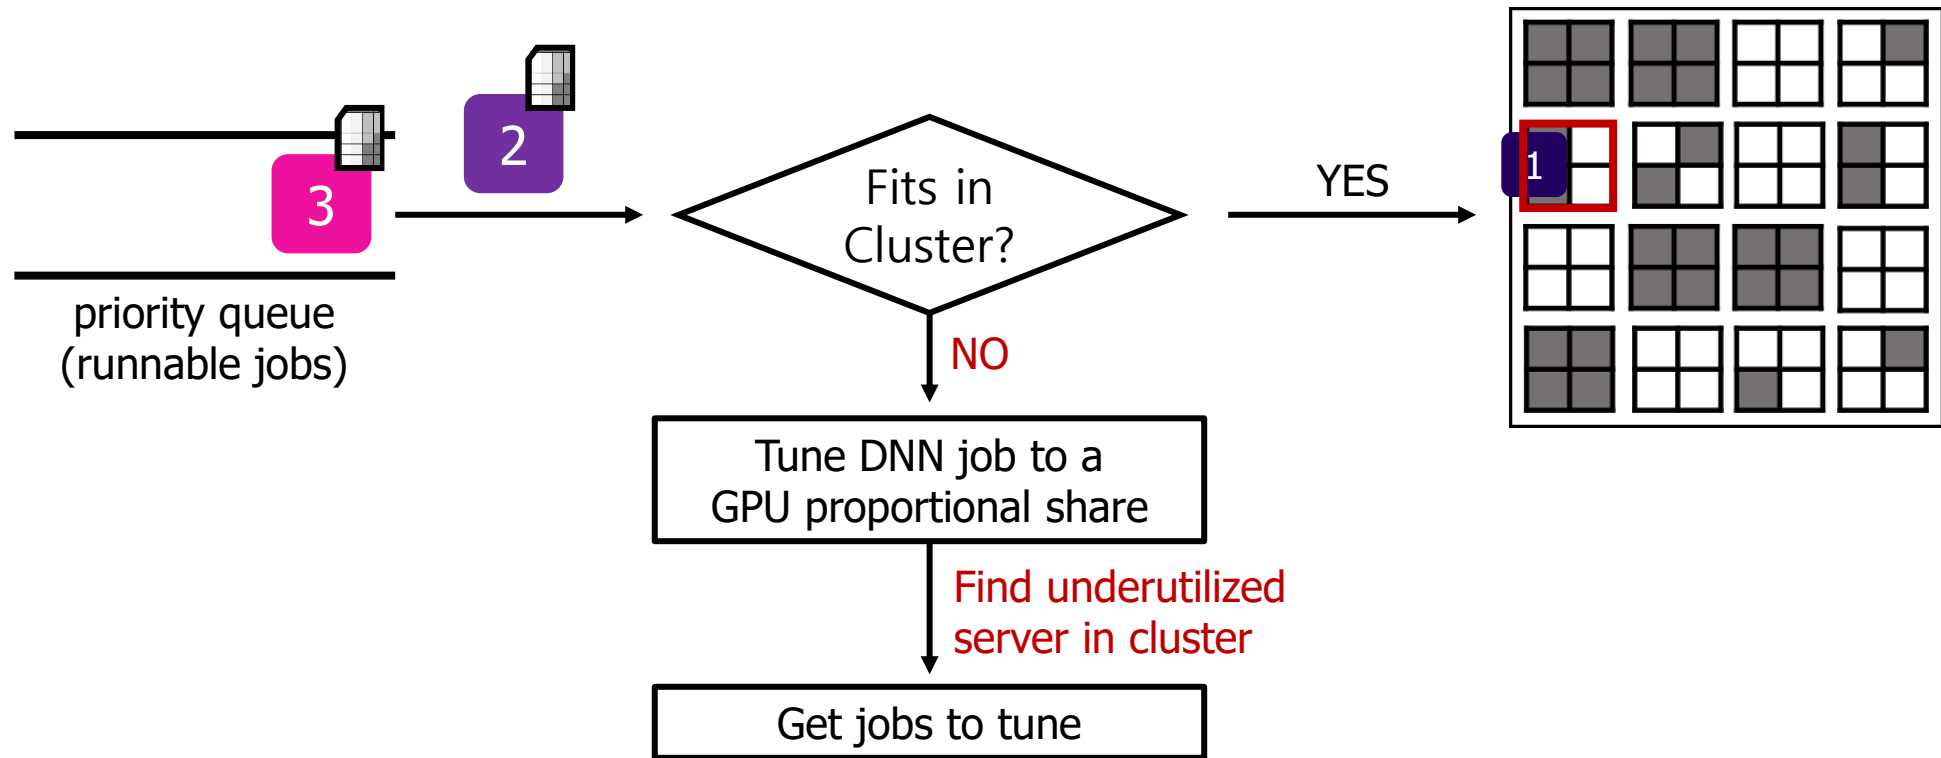 2
3
priority queue
(runnable jobs)
Fits in
Cluster?
YES
1
NO
Tune DNN job to a
GPU proportional share
Find underutilized
server in cluster
Get jobs to tune